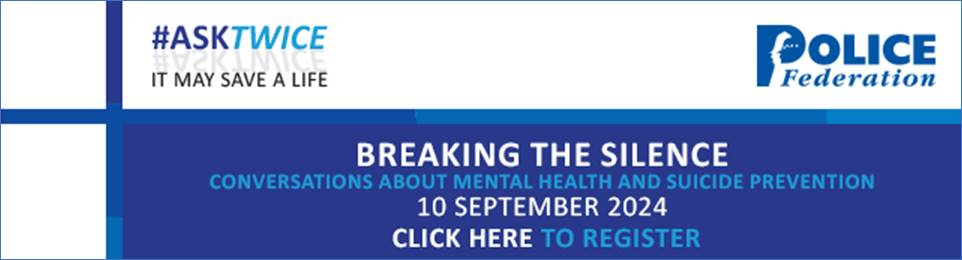 #ASKTWICE
IT MAY SAVE A LIFE
POLICE
Federation
BREAKING THE SILENCE
CONVERSATIONS ABOUT MENTAL HEALTH AND SUICIDE PREVENTION
10 SEPTEMBER 2024
CLICK HERE TO REGISTER